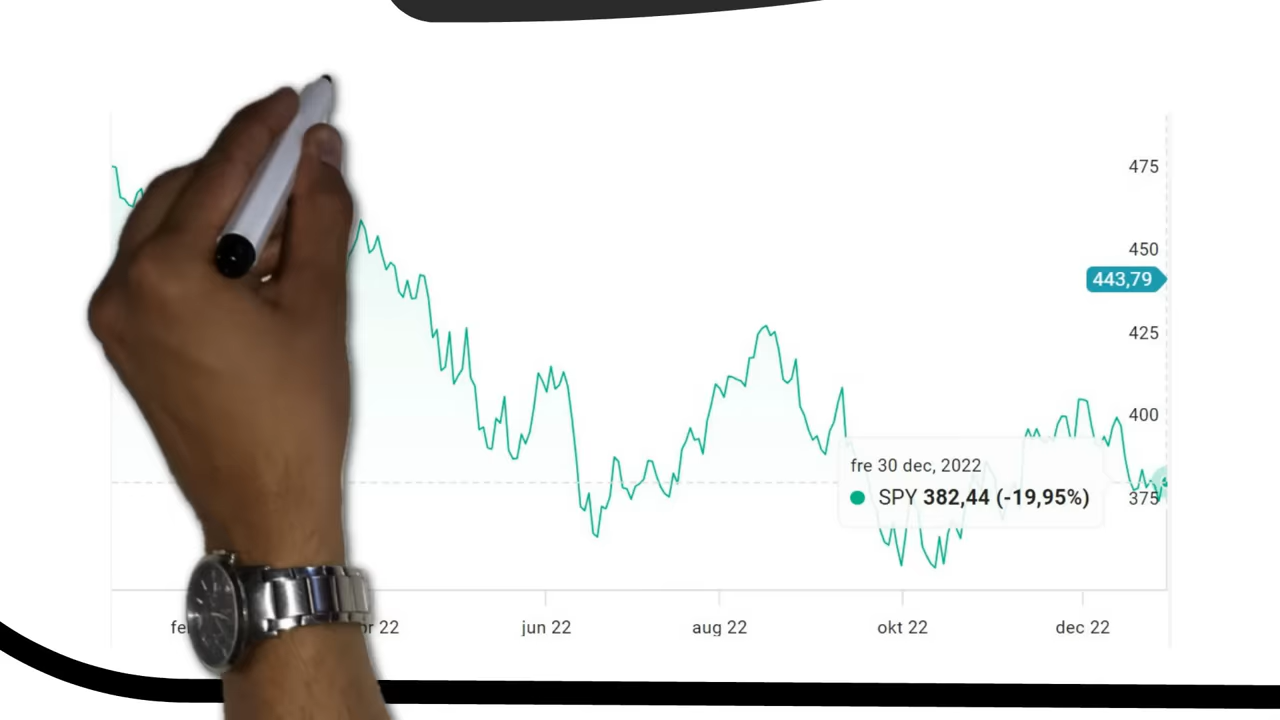 475
450
443,79
425
400
fre 30 dec, 2022
SPY 382,44 (-19,95%)
375
22
jun 22
aug 22
okt 22
dec 22